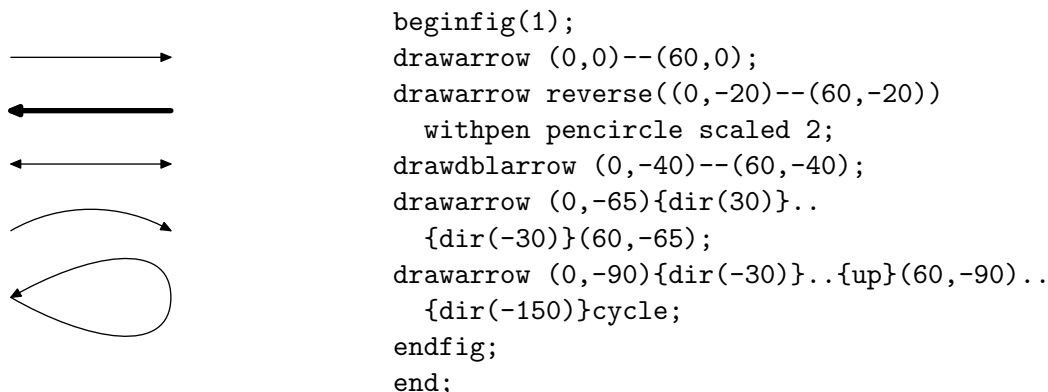 beginfig(1);
drawarrow (0,0)--(60,0);
drawarrow reverse((0,-20)--(60,-20))
withpen pencircle scaled 2;
drawdblarrow (0,-40)--(60,-40);
drawarrow (0,-65){dir(30)}..
{dir(-30)}(60,-65);
drawarrow (0,-90){dir(-30)}..{up}(60,-90)..
{dir(-150)}cycle;
endfig;
end;